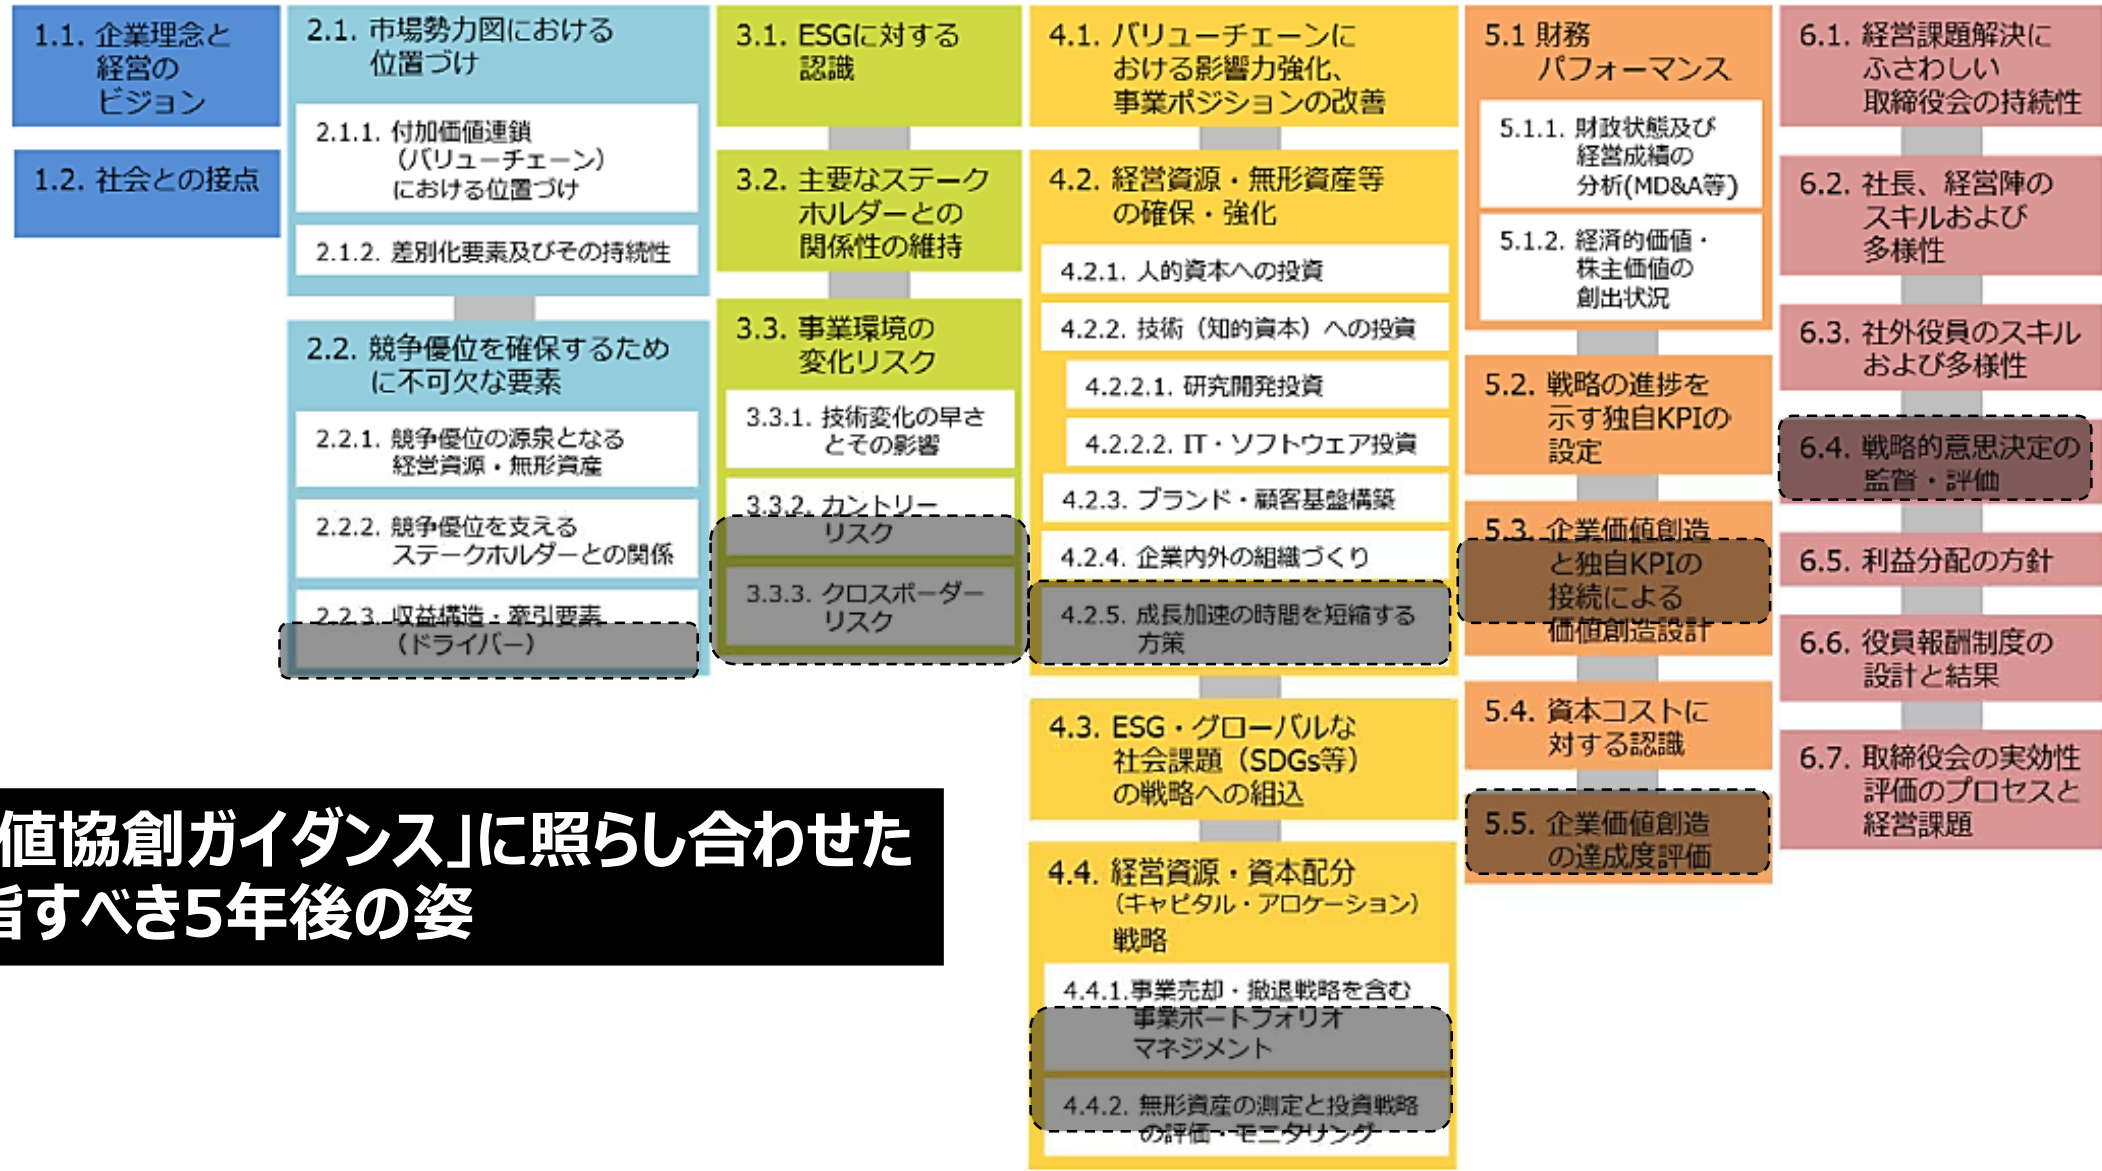 1.1. 企業理念と
経営の
ビジョン
1.2. 社会との接点
2.1. 市場勢力図における
位置づけ
2.1.1. 付加価値連鎖
（バリューチェーン）
における位置づけ
2.1.2. 差別化要素及びその持続性
2.2. 競争優位を確保するため
に不可欠な要素
2.2.1. 競争優位の源泉となる
経営資源・無形資産
2.2.2. 競争優位を支える
ステークホルダーとの関係
2.2.3. 収益構造・牽引要素
（ドライバー）
3.1. ESGに対する
認識
3.2. 主要なステーク
ホルダーとの
関係性の維持
3.3. 事業環境の
変化リスク
3.3.1. 技術変化の早さ
とその影響
3.3.2. カントリー
リスク
3.3.3. クロスボーダー
リスク
4.1. バリューチェーンに
おける影響力強化、
事業ポジションの改善
4.2. 経営資源・無形資産等
の確保・強化
4.2.1. 人的資本への投資
4.2.2. 技術（知的資本）への投資
4.2.2.1. 研究開発投資
4.2.2.2. IT・ソフトウェア投資
4.2.3. ブランド・顧客基盤構築
4.2.4. 企業内外の組織づくり
4.2.5. 成長加速の時間を短縮する
方策
4.3. ESG・グローバルな
社会課題（SDGs等）
の戦略への組込
4.4. 経営資源・資本配分
（キャピタル・アロケーション）
戦略
4.4.1.事業売却・撤退戦略を含む
事業ポートフォリオ
マネジメント
4.4.2. 無形資産の測定と投資戦略
の評価・モニタリング
5.1 財務
パフォーマンス
5.1.1. 財政状態及び
経営成績の
分析(MD&A等)
5.1.2. 経済的価値・
株主価値の
創出状況
5.2. 戦略の進捗を
示す独自KPIの
設定
5.3. 企業価値創造
と独自KPIの
接続による
価値創造設計
5.4. 資本コストに
対する認識
5.5. 企業価値創造
の達成度評価
6.1. 経営課題解決に
ふさわしい
取締役会の持続性
6.2. 社長、経営陣の
スキルおよび
多様性
6.3. 社外役員のスキル
および多様性
6.4. 戦略的意思決定の
監督・評価
6.5. 利益分配の方針
6.6. 役員報酬制度の
設計と結果
6.7. 取締役会の実効性
評価のプロセスと
経営課題
値協創ガイダンス」に照らし合わせた
指すべき5年後の姿